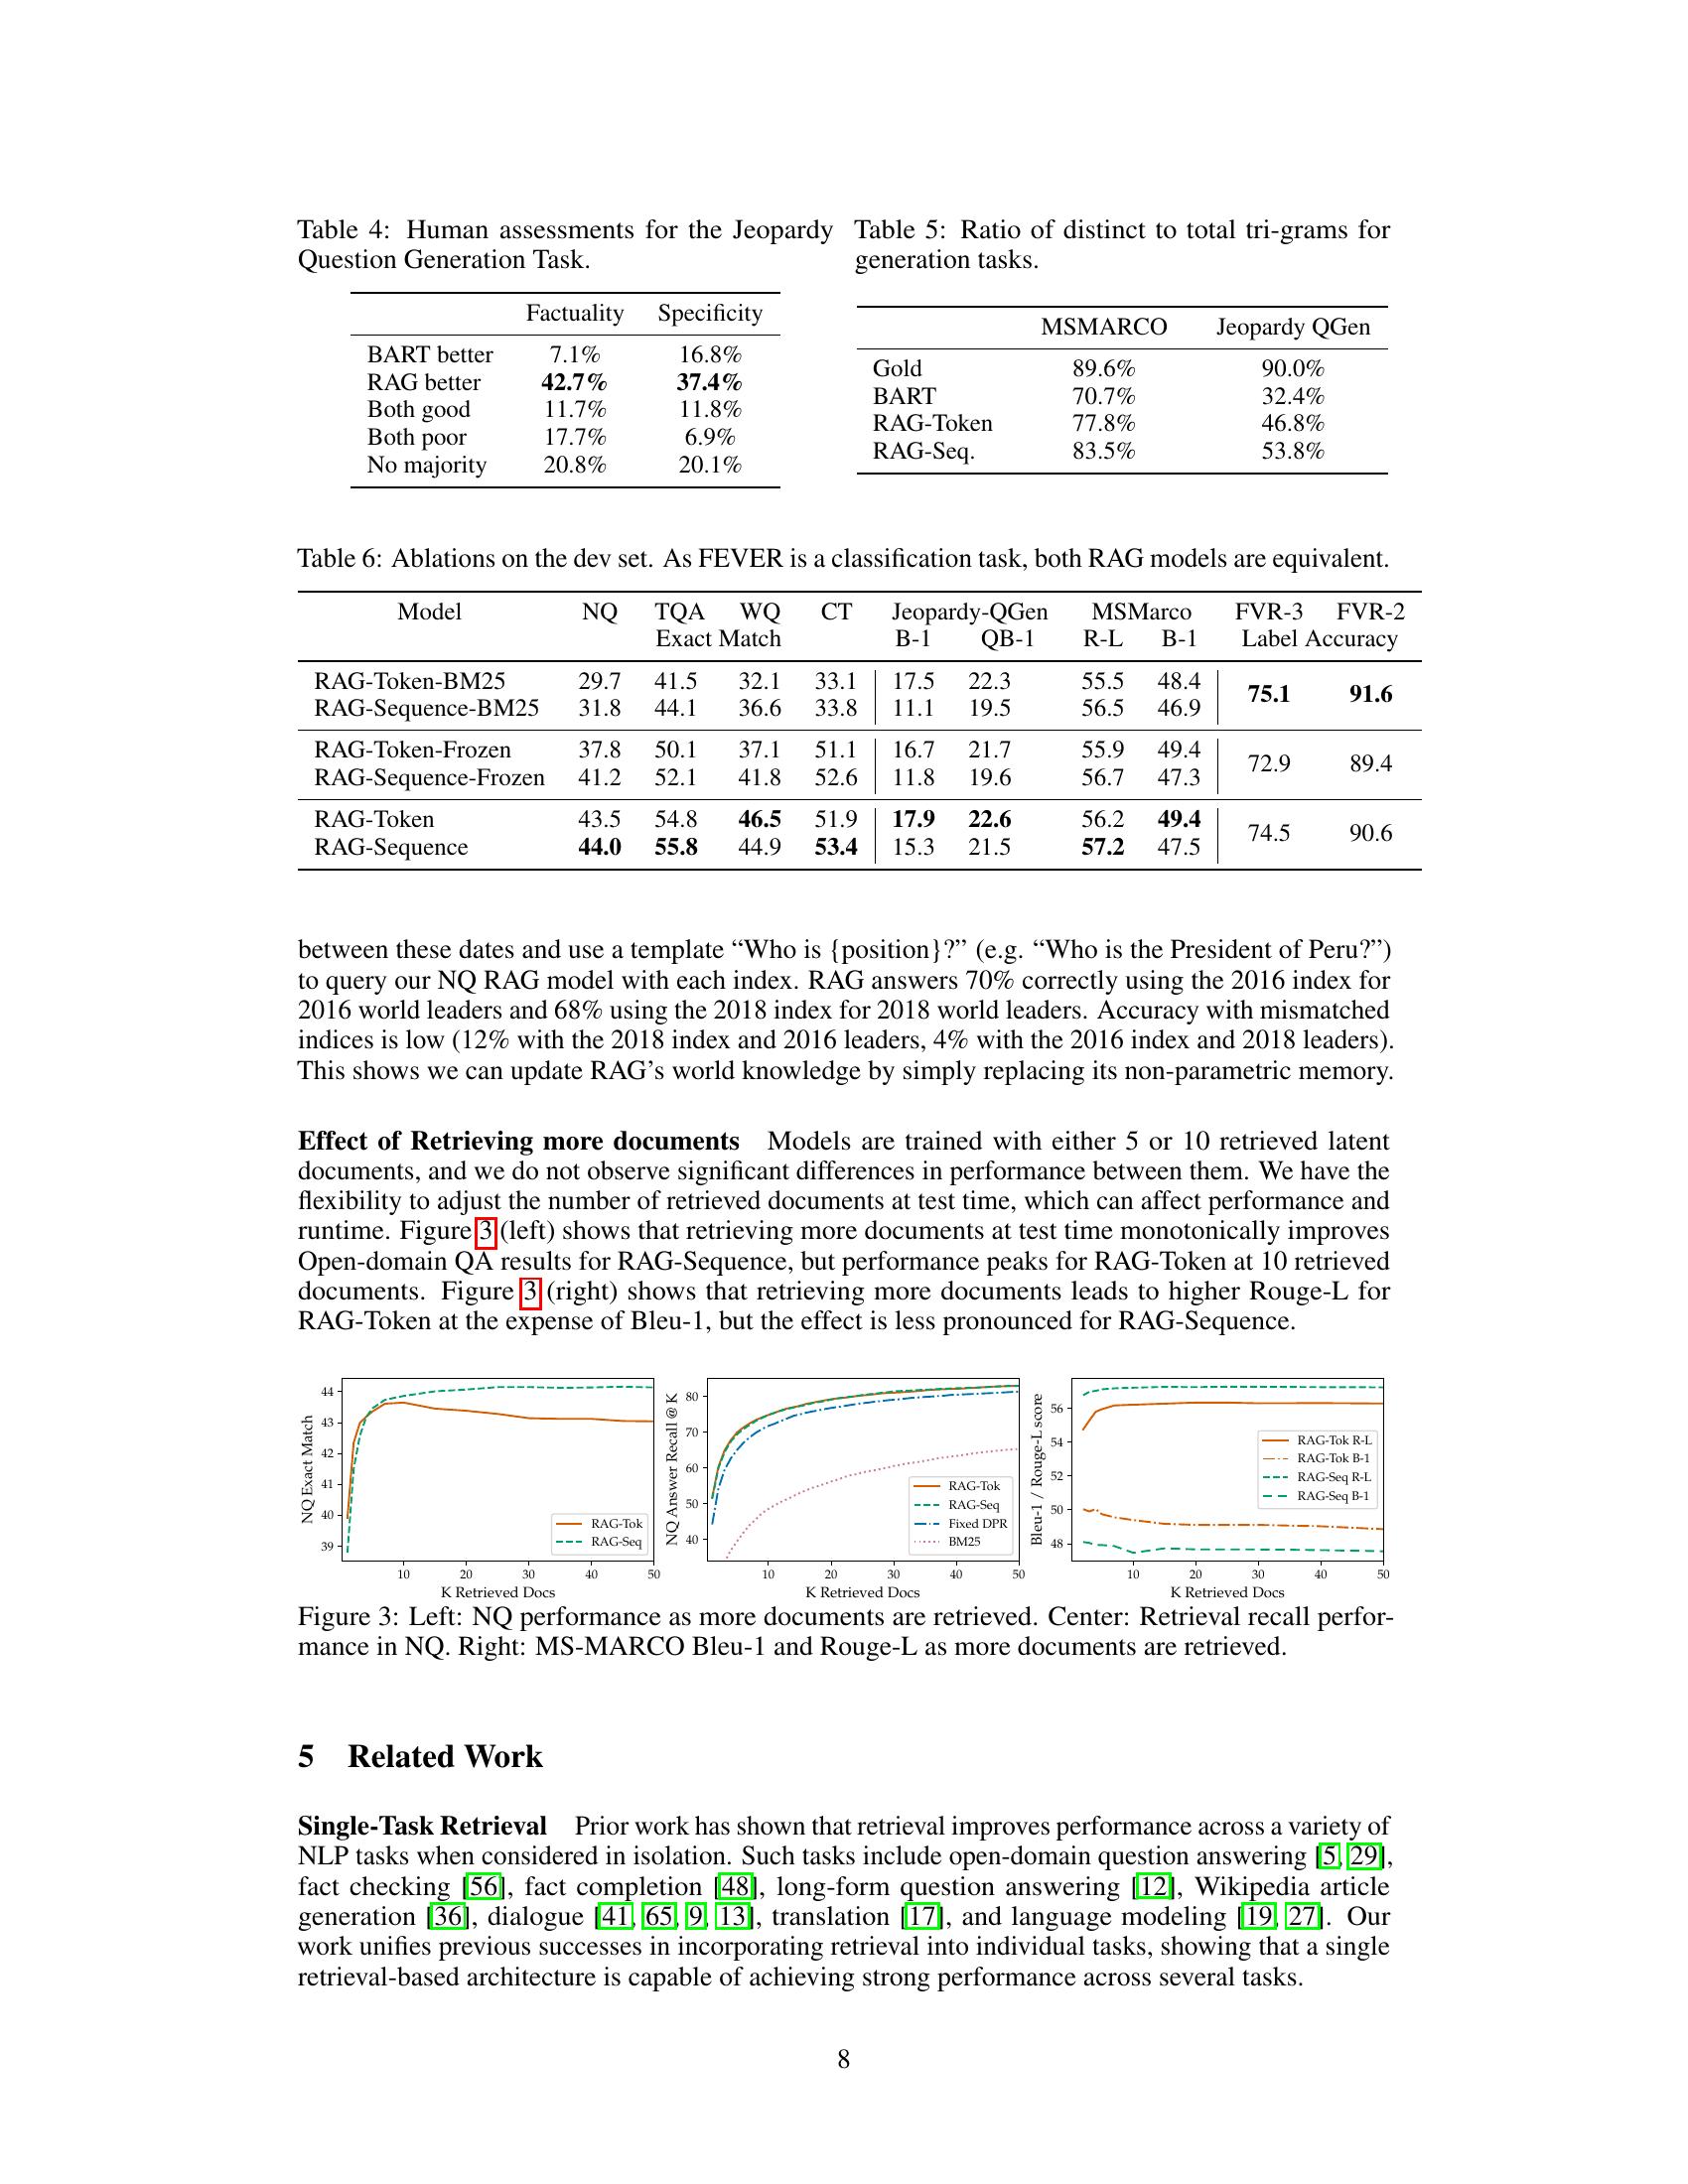 Table 4: Human assessments for the Jeopardy
Question Generation Task.
Factuality Specificity
BART better 7.1% 16.8%
RAG better 42.7% 37.4%
Both good 11.7% 11.8%
Both poor 17.7% 6.9%
No majority 20.8% 20.1%
Table 5: Ratio of distinct to total tri-grams for
generation tasks.
MSMARCO Jeopardy QGen
Gold 89.6% 90.0%
BART 70.7% 32.4%
RAG-Token 77.8% 46.8%
RAG-Seq. 83.5% 53.8%
Table 6: Ablations on the dev set. As FEVER is a classification task, both RAG models are equivalent.
Model NQ TQA WQ CT Jeopardy-QGen MSMarco FVR-3 FVR-2
Exact Match B-1 QB-1 R-L B-1 Label Accuracy
RAG-Token-BM25 29.7 41.5 32.1 33.1 17.5 22.3 55.5 48.4
75.1 91.6
RAG-Sequence-BM25 31.8 44.1 36.6 33.8 11.1 19.5 56.5 46.9
RAG-Token-Frozen 37.8 50.1 37.1 51.1 16.7 21.7 55.9 49.4
72.9 89.4
RAG-Sequence-Frozen 41.2 52.1 41.8 52.6 11.8 19.6 56.7 47.3
RAG-Token 43.5 54.8 46.5 51.9 17.9 22.6 56.2 49.4
74.5 90.6
RAG-Sequence 44.0 55.8 44.9 53.4 15.3 21.5 57.2 47.5
between these dates and use a template “Who is {position}?” (e.g. “Who is the President of Peru?”)
to query our NQ RAG model with each index. RAG answers 70% correctly using the 2016 index for
2016 world leaders and 68% using the 2018 index for 2018 world leaders. Accuracy with mismatched
indices is low (12% with the 2018 index and 2016 leaders, 4% with the 2016 index and 2018 leaders).
This shows we can update RAG’s world knowledge by simply replacing its non-parametric memory.
Effect of Retrieving more documents Models are trained with either 5 or 10 retrieved latent
documents, and we do not observe significant differences in performance between them. We have the
flexibility to adjust the number of retrieved documents at test time, which can affect performance and
runtime. Figure 3 (left) shows that retrieving more documents at test time monotonically improves
Open-domain QA results for RAG-Sequence, but performance peaks for RAG-Token at 10 retrieved
documents. Figure 3 (right) shows that retrieving more documents leads to higher Rouge-L for
RAG-Token at the expense of Bleu-1, but the effect is less pronounced for RAG-Sequence.
NQ Exact Match
44
43
42
41
40
39
RAG-Tok
RAG-Seq
10 20 30 40 50
K Retrieved Docs
NQ Answer Recall @ K
80
70
60
50
40
RAG-Tok
RAG-Seq
Fixed DPR
BM25
10 20 30 40 50
K Retrieved Docs
Bleu-1 / Rouge-L score
56
54
52
50
48
RAG-Tok R-L
RAG-Tok B-1
RAG-Seq R-L
RAG-Seq B-1
10 20 30 40 50
K Retrieved Docs
Figure 3: Left: NQ performance as more documents are retrieved. Center: Retrieval recall perfor-
mance in NQ. Right: MS-MARCO Bleu-1 and Rouge-L as more documents are retrieved.
5 Related Work
Single-Task Retrieval Prior work has shown that retrieval improves performance across a variety of
NLP tasks when considered in isolation. Such tasks include open-domain question answering [5, 29],
fact checking [56], fact completion [48], long-form question answering [12], Wikipedia article
generation [36], dialogue [41, 65, 9, 13], translation [17], and language modeling [19, 27]. Our
work unifies previous successes in incorporating retrieval into individual tasks, showing that a single
retrieval-based architecture is capable of achieving strong performance across several tasks.
8